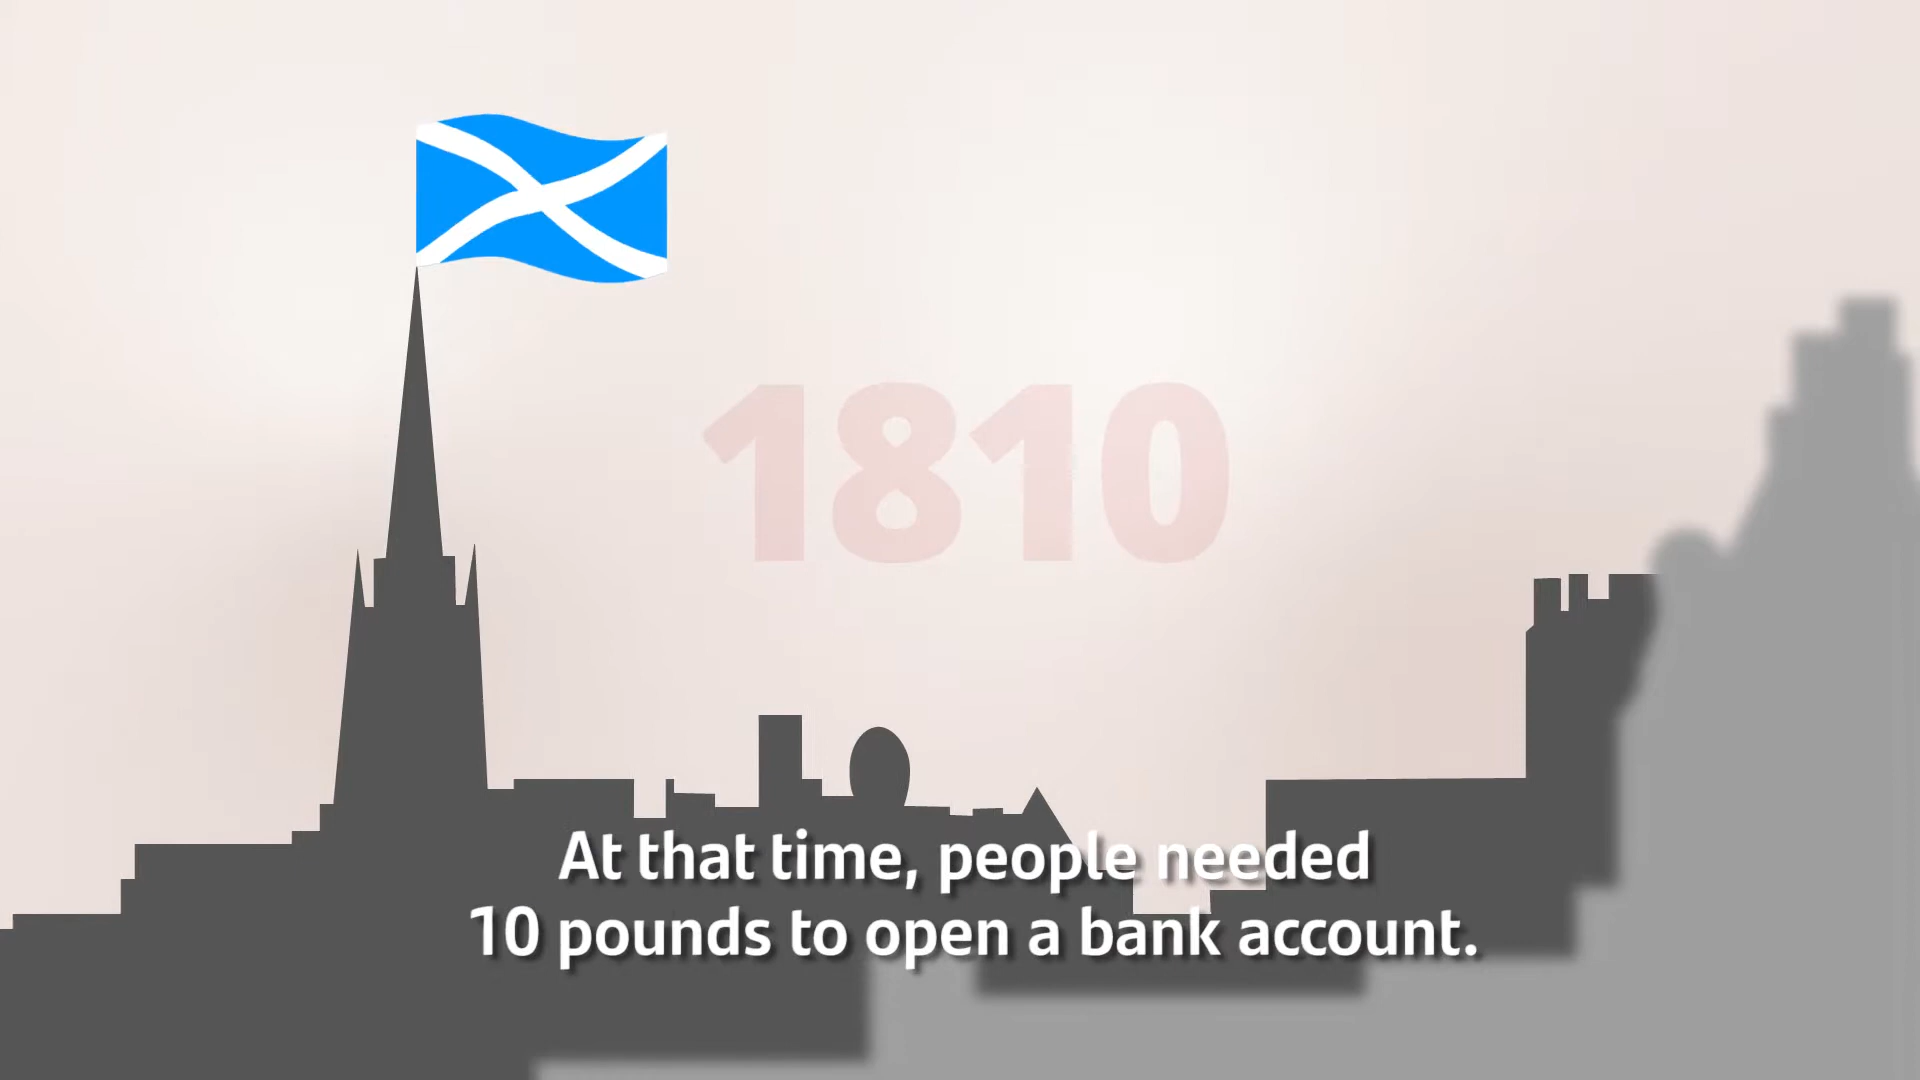 1810
At that time, people needed
10 pounds to open a bank account.